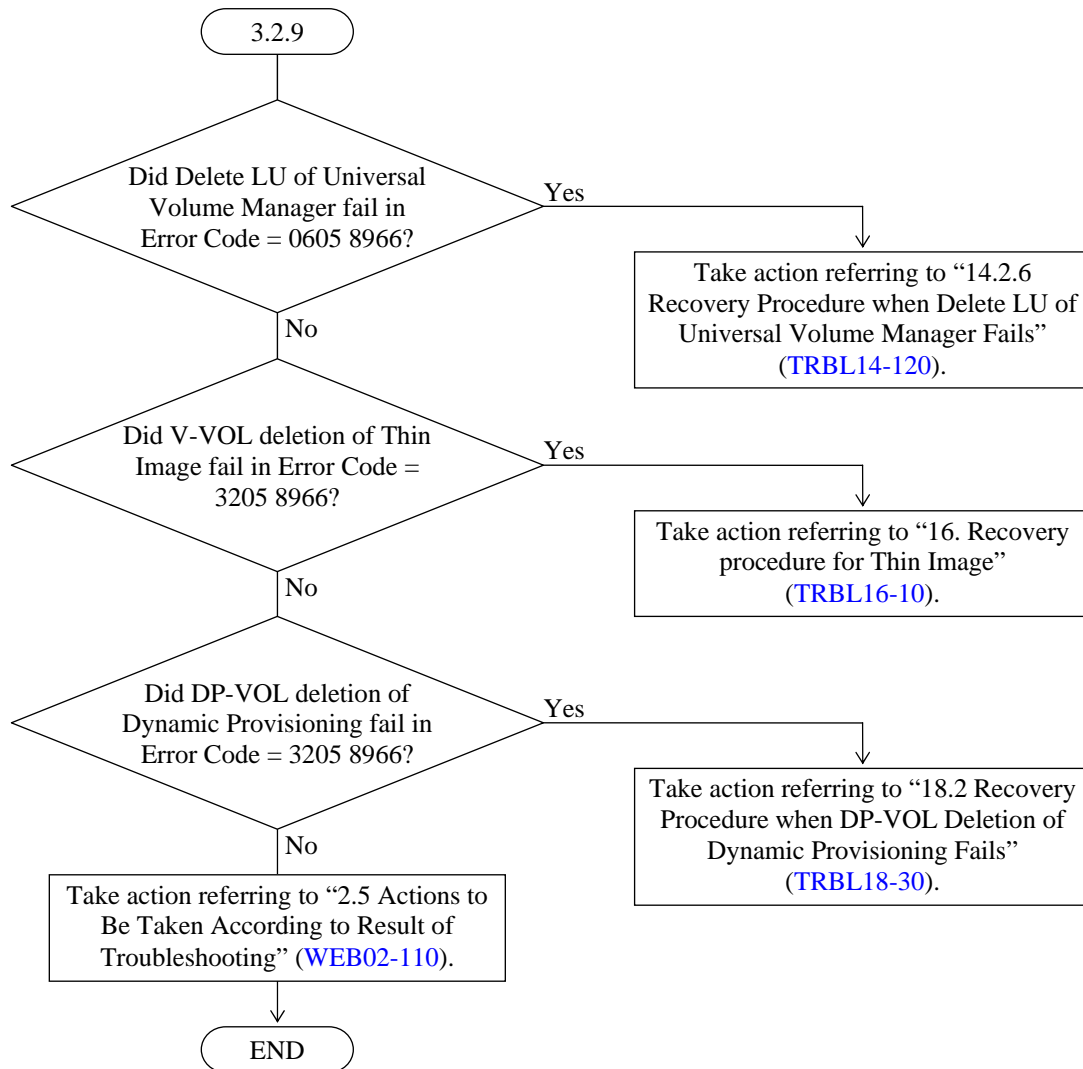 3.2.9
Did Delete LU of Universal
Volume Manager fail in
Error Code = 0605 8966?
Yes
Take action referring to “14.2.6
Recovery Procedure when Delete LU of
Universal Volume Manager Fails”
(TRBL14-120).
No
Did V-VOL deletion of Thin
Image fail in Error Code =
3205 8966?
Yes
Take action referring to “16. Recovery
procedure for Thin Image”
(TRBL16-10).
No
Did DP-VOL deletion of
Dynamic Provisioning fail in
Error Code = 3205 8966?
Yes
Take action referring to “18.2 Recovery
Procedure when DP-VOL Deletion of
Dynamic Provisioning Fails”
(TRBL18-30).
No
Take action referring to “2.5 Actions to
Be Taken According to Result of
Troubleshooting” (WEB02-110).
END